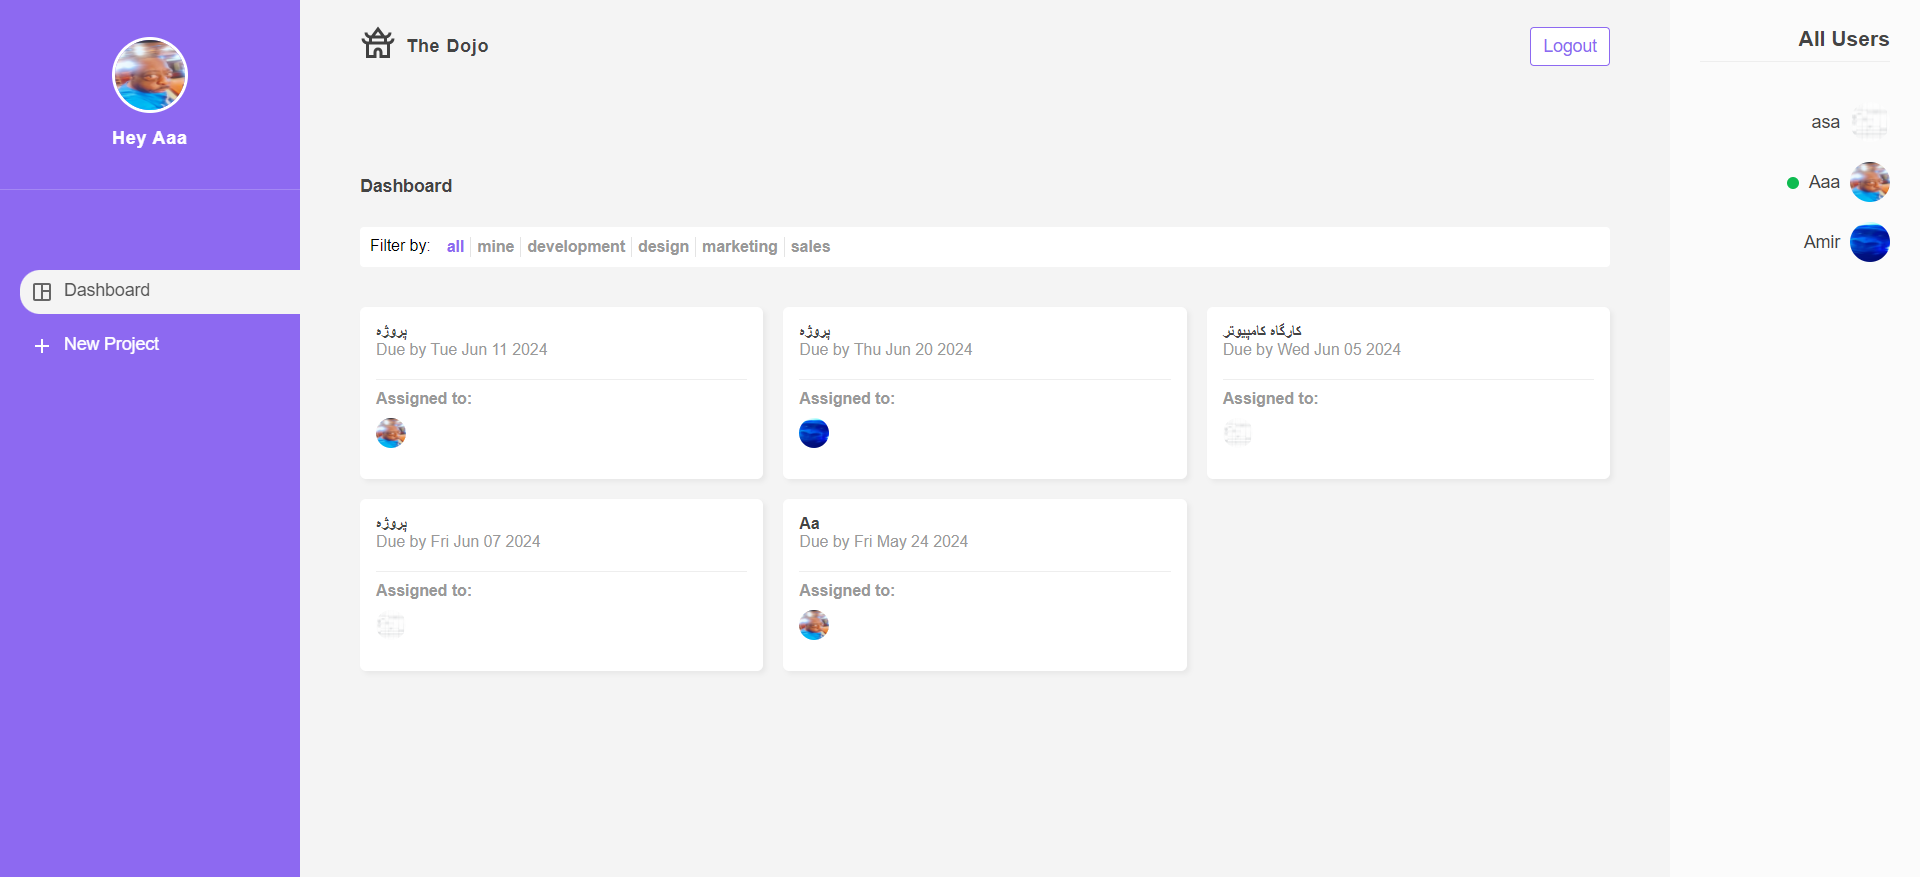 Hey Aaa
Dashboard
New Project
The Dojo
Logout
Dashboard
Filter by: all mine development design marketing sales
پروژه
Due by Tue Jun 11 2024
Assigned to:
پروژه
Due by Thu Jun 20 2024
Assigned to:
کارگاه کامپیوتر
Due by Wed Jun 05 2024
Assigned to:
پروژه
Due by Fri Jun 07 2024
Assigned to:
Aa
Due by Fri May 24 2024
Assigned to:
All Users
asa
Aaa
Amir